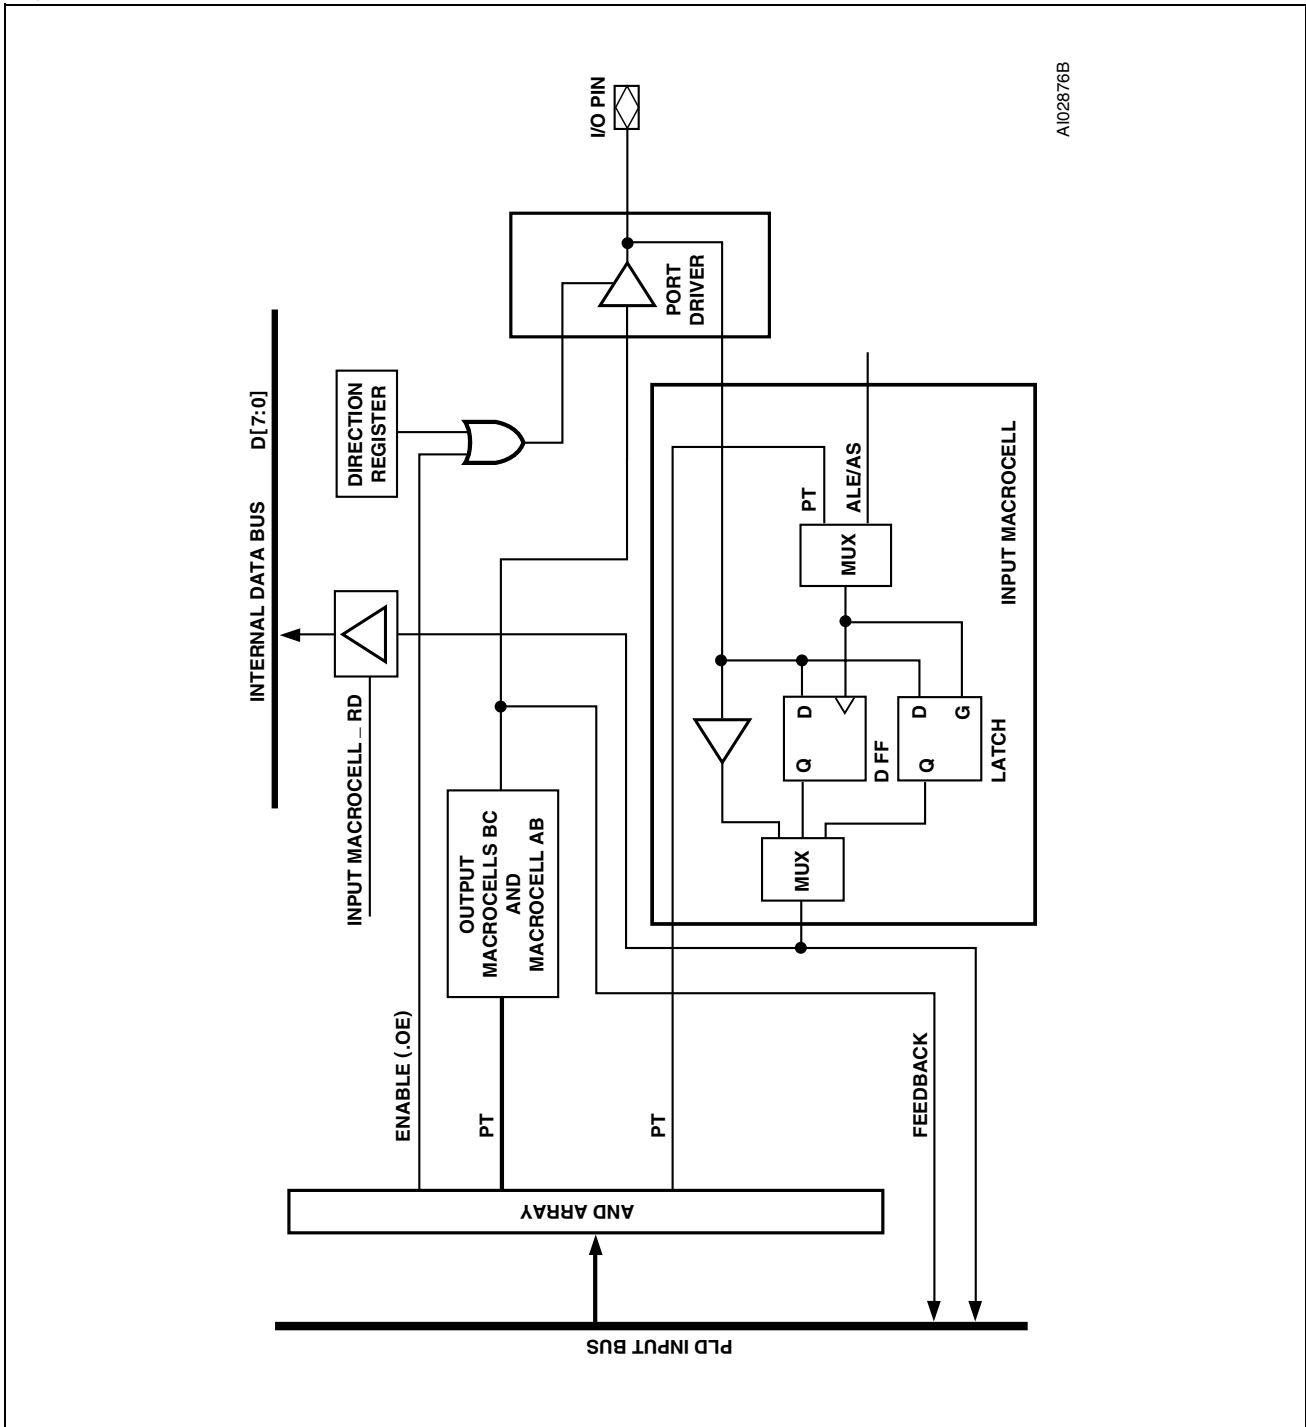 INTERNAL DATA BUS D[7:0]
INPUT MACROCELL _ RD
DIRECTION
REGISTER
ENABLE (.OE)
OUTPUT
MACROCELLS BC
AND
MACROCELL AB
PT
I/O PIN
PORT
DRIVER
PT
AND ARRAY
PLD INPUT BUS
MUX
Q
D
D FF
Q
D
G
LATCH
MUX
PT
ALE/AS
INPUT MACROCELL
FEEDBACK
AI02876B